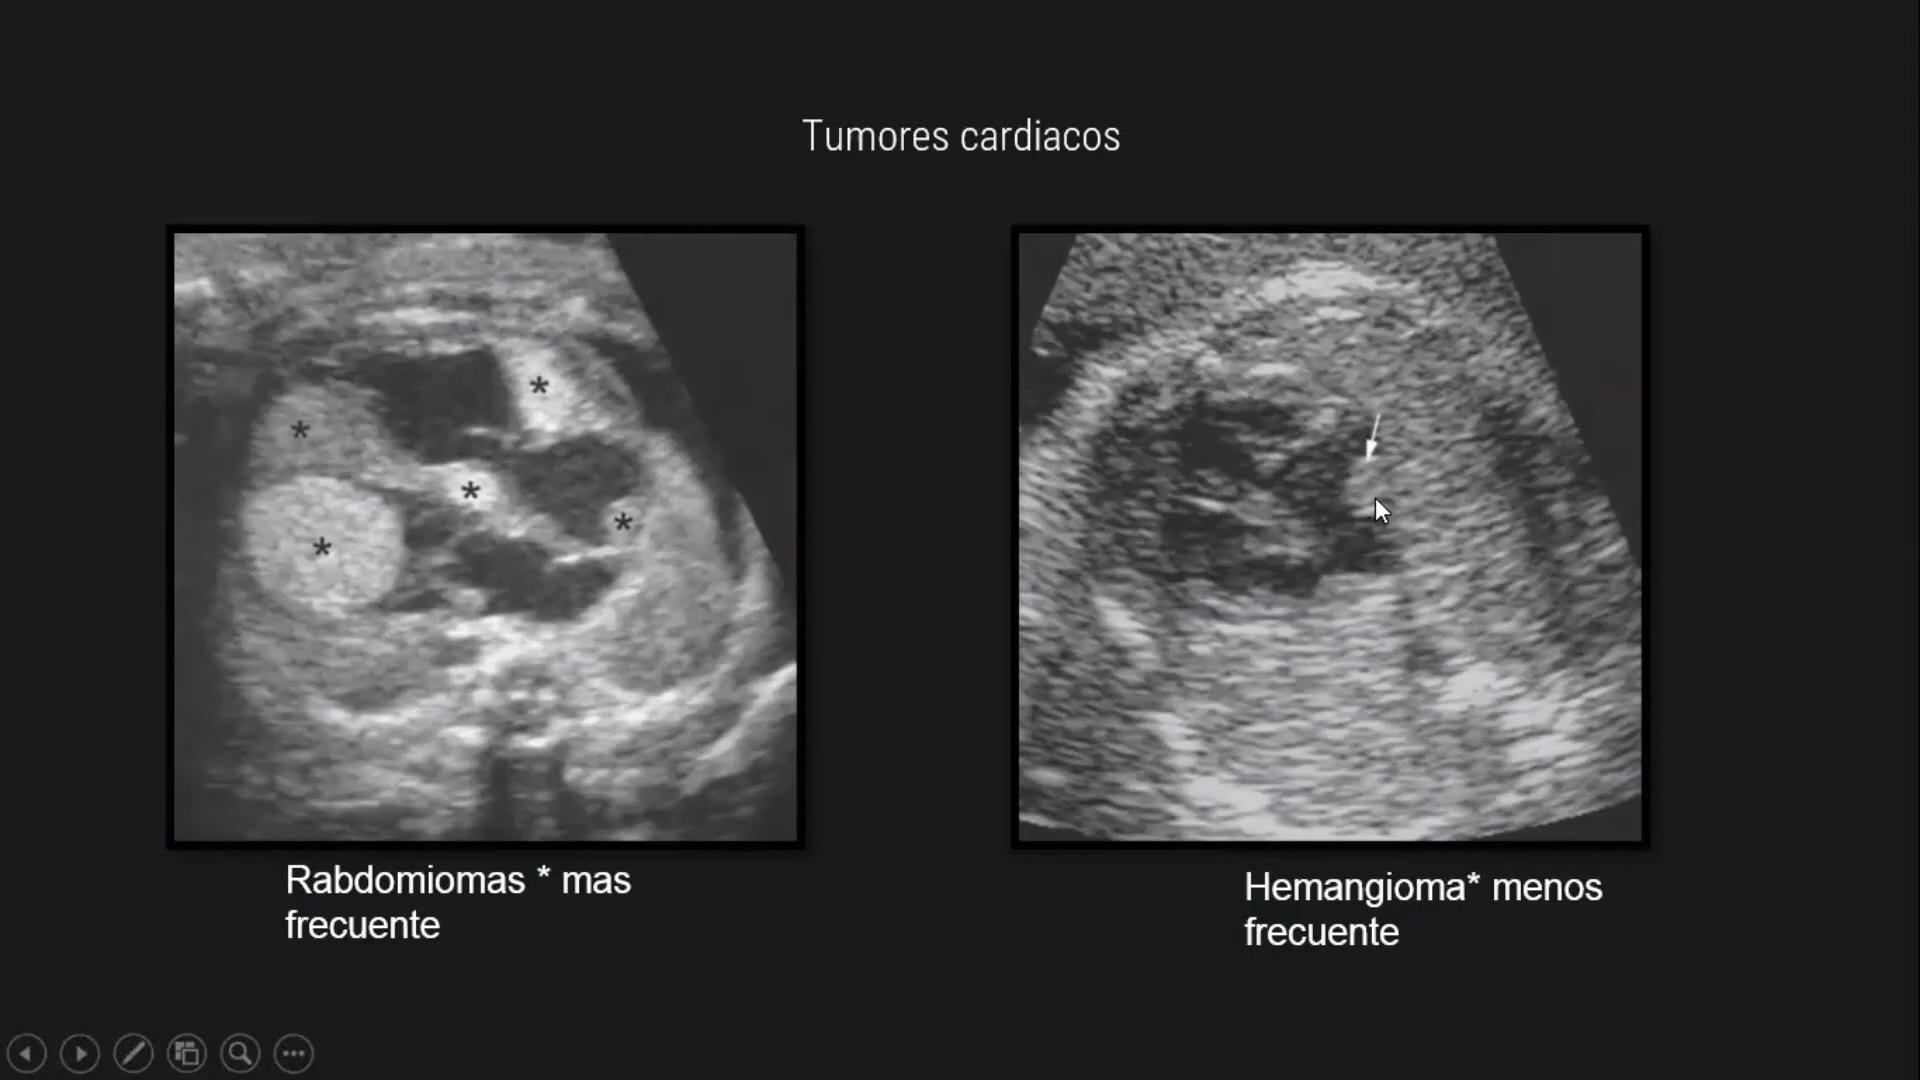 Tumores cardiacos
*
*
*
*
*
Rabdomiomas * mas
frecuente
Hemangioma* menos
frecuente